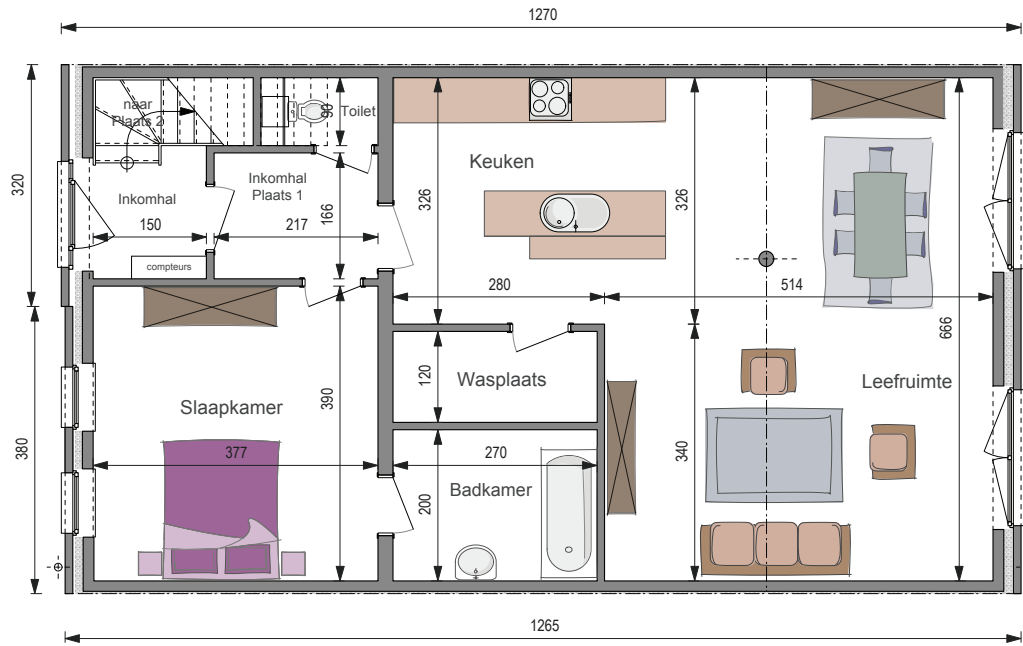 1270
naar
Plaats 2
90
Toilet
Keuken
320
Inkomhal
Plaats 1
Inkomhal
150
217
166
326
326
compteurs
280
514
666
Wasplaats
120
Leefruimte
Slaapkamer
390
380
377
270
340
Badkamer
200
1265